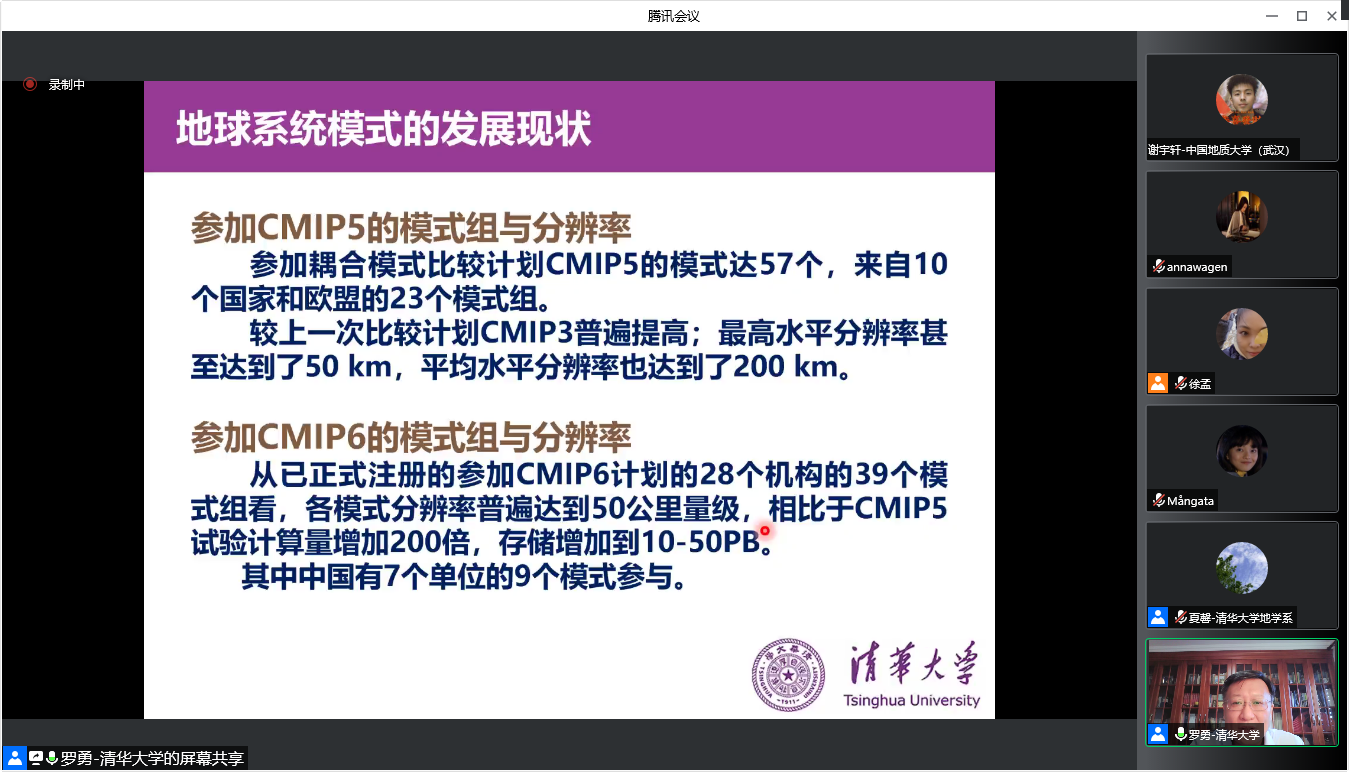 腾讯会议
录制中
地球系统模式的发展现状
参加CMIP5的模式组与分辨率
参加耦合模式比较计划CMIP5的模式达57个，来自10
个国家和欧盟的23个模式组。
较上一次比较计划CMIP3普遍提高；最高水平分辨率甚
至达到了50 km，平均水平分辨率也达到了200 km。
参加CMIP6的模式组与分辨率
从已正式注册的参加CMIP6计划的28个机构的39个模
式组看，各模式分辨率普遍达到50公里量级，相比于CMIP5
试验计算量增加200倍，存储增加到10-50PB。
其中中国有7个单位的9个模式参与。
清華大学
Tsinghua University
罗勇-清华大学的屏幕共享
谢宇轩-中国地质大学（武汉）
annawagen
徐孟
Mångata
夏馨-清华大学地学系
罗勇-清华大学